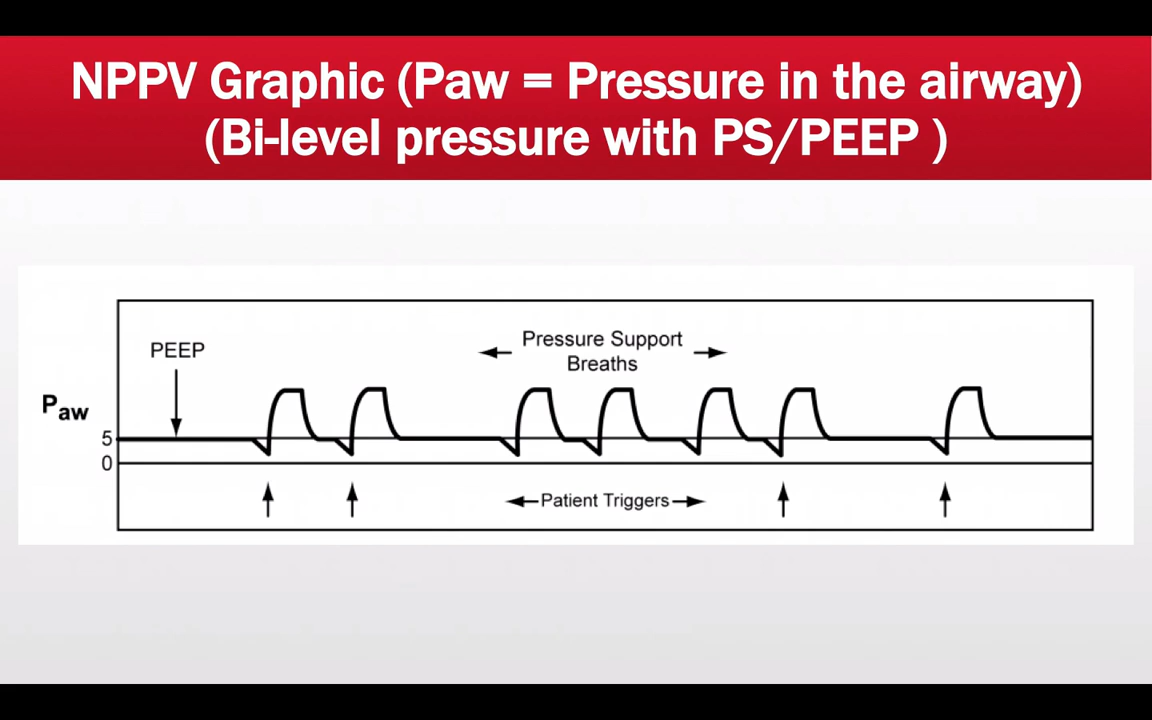 NPPV Graphic (Paw = Pressure in the airway)
(Bi-level pressure with PS/PEEP )
PEEP
Pressure Support
Breaths
Paw
5
0
Patient Triggers